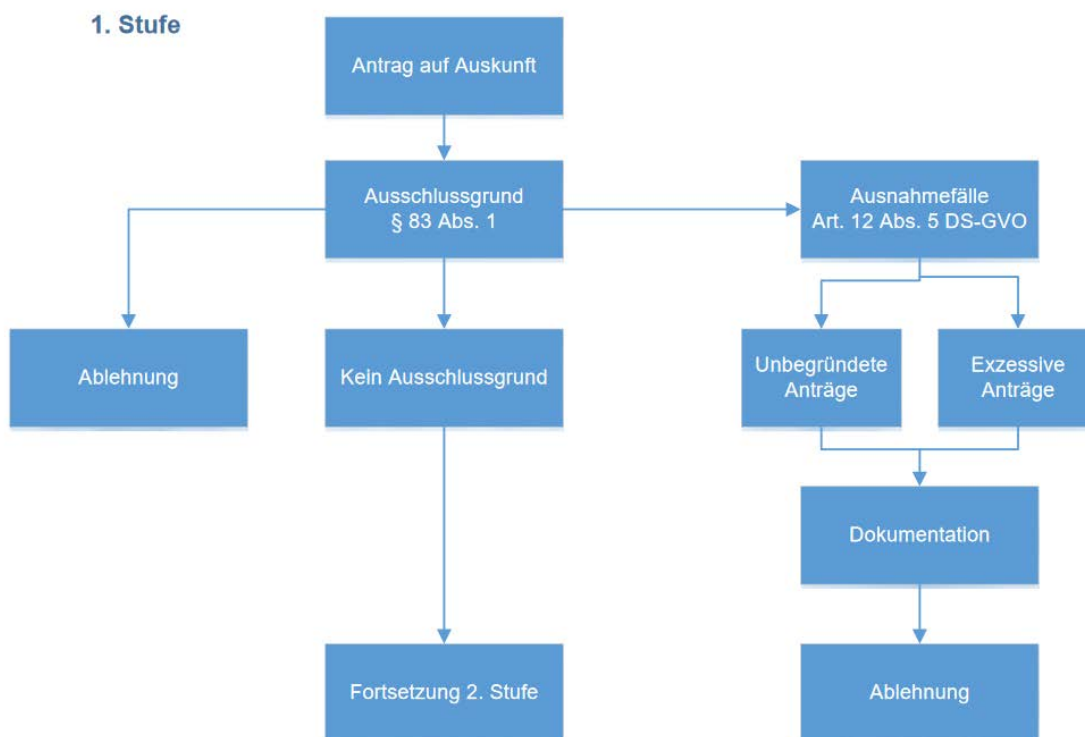 1. Stufe
Antrag auf Auskunft
Ausschlussgrund
§ 83 Abs. 1
Ausnahmefälle
Art. 12 Abs. 5 DS-GVO
Ablehnung
Kein Ausschlussgrund
Unbegründete
Anträge
Exzessive
Anträge
Dokumentation
Fortsetzung 2. Stufe
Ablehnung